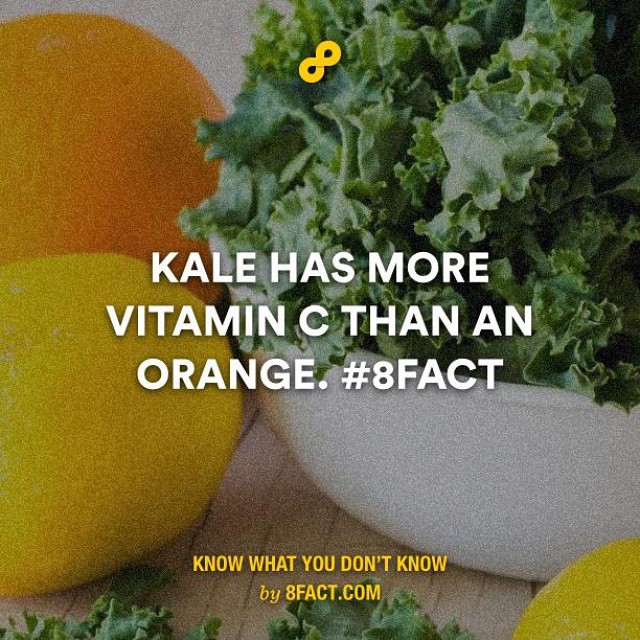 KALE HAS MORE
VITAMIN C THAN AN
ORANGE. #8FACT
KNOW WHAT YOU DON'T KNOW
by 8FACT.COM